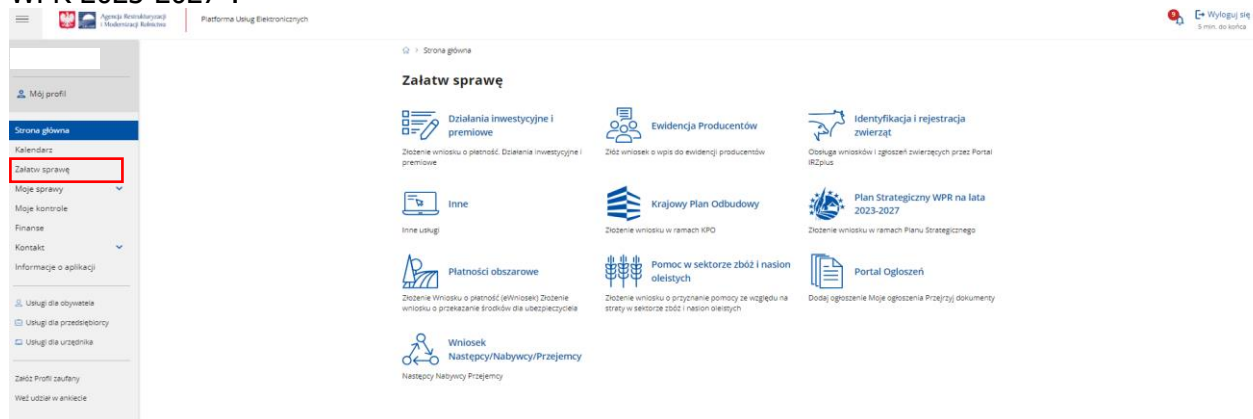 WPR 2023-2027".
Agencja Restrukturyzacji
i Modernizacji Rolnictwa
Platforma Usług Elektronicznych
9
Wyloguj się
5 min. do końca
Strona główna
Mój profil
Strona główna
Kalendarz
Załatw sprawę
Moje sprawy
Moje kontrole
Finanse
Kontakt
Informacje o aplikacji
Usługi dla obywatela
Usługi dla przedsiębiorcy
Usługi dla urzędnika
Załóż Profil zaufany
Weź udział w ankiecie
Załatw sprawę
Działania inwestycyjne i
premiowe
Złożenie wniosku o płatność. Działania inwestycyjne i
premiowe
Ewidencja Producentów
Złóż wniosek o wpis do ewidencji producentów
Identyfikacja i rejestracja
zwierząt
Obsługa wniosków i zgłoszeń zwierzęcych przez Portal
IRZplus
Inne
Inne usługi
Krajowy Plan Odbudowy
Złożenie wniosku w ramach KPO
Plan Strategiczny WPR na lata
2023-2027
Złożenie wniosku w ramach Planu Strategicznego
Płatności obszarowe
Złożenie Wniosku o płatność (eWniosek) Złożenie
wniosku o przekazanie środków dla ubezpieczyciela
Pomoc w sektorze zbóż i nasion
oleistych
Złożenie wniosku o przyznanie pomocy ze względu na
straty w sektorze zbóż i nasion oleistych
Portal Ogłoszeń
Dodaj ogłoszenie Moje ogłoszenia Przejrzyj dokumenty
Wniosek
Następcy/Nabywcy/Przejemcy
Następcy Nabywcy Przejemcy